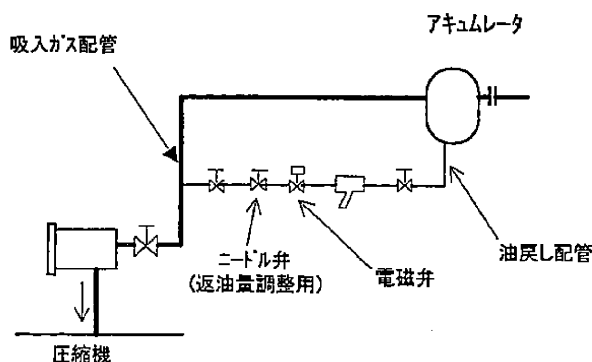 アキュムレータ
吸入ガス配管
ニードル弁
(返油量調整用)
電磁弁
油戻し配管
圧縮機